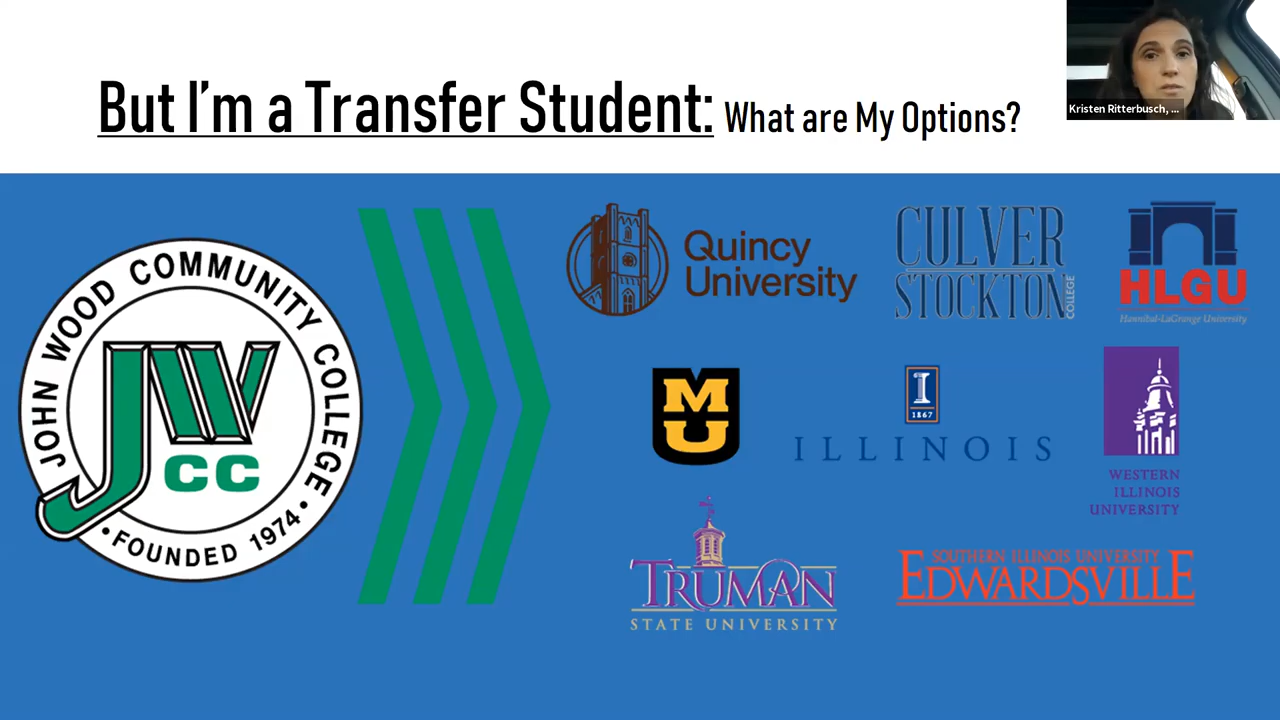 But I'm a Transfer Student: What are My Options?
Kristen Ritterbusch, ...
JOHN WOOD COMMUNITY COLLEGE
JW
CC
• FOUNDED 1974 •
Quincy
University
CULVER
STOCKTON
COLLEGE
HLGU
Hannibal-LaGrange University
MU
I
1867
ILLINOIS
WESTERN
ILLINOIS
UNIVERSITY
TRUMAN
STATE UNIVERSITY
SOUTHERN ILLINOIS UNIVERSITY
EDWARDSVILLE